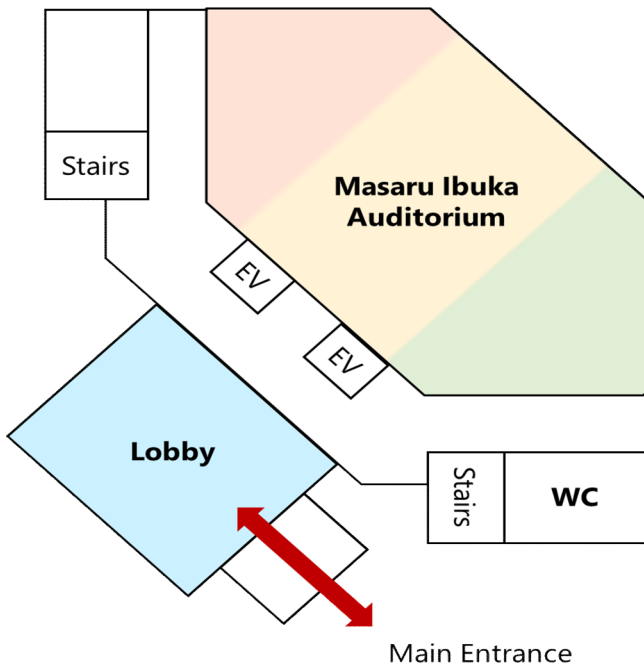 Stairs
Masaru Ibuka
Auditorium
EV
EV
Lobby
Stairs
WC
Main Entrance